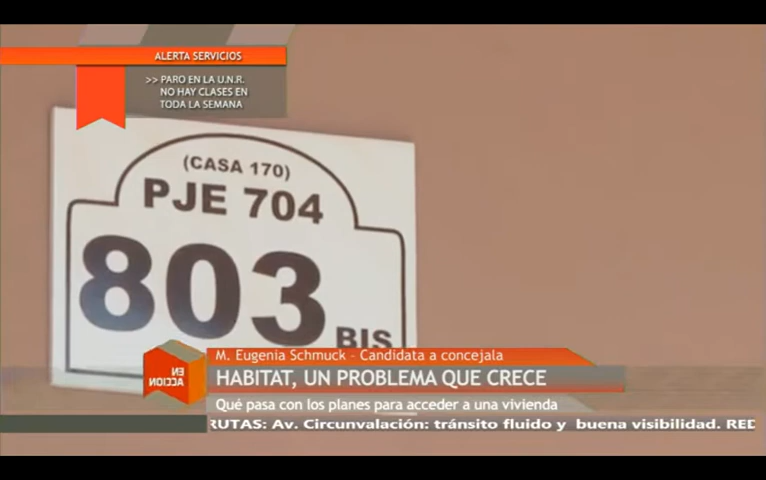 ALERTA SERVICIOS
>> PARO EN LA U.N.R.
NO HAY CLASES EN
TODA LA SEMANA
(CASA 170)
PJE 704
803
BIS
M. Eugenia Schmuck - Candidata a concejala
EN
ACCION
HABITAT, UN PROBLEMA QUE CRECE
Qué pasa con los planes para acceder a una vivienda
RUTAS: Av. Circunvalación: tránsito fluido y buena visibilidad. RED